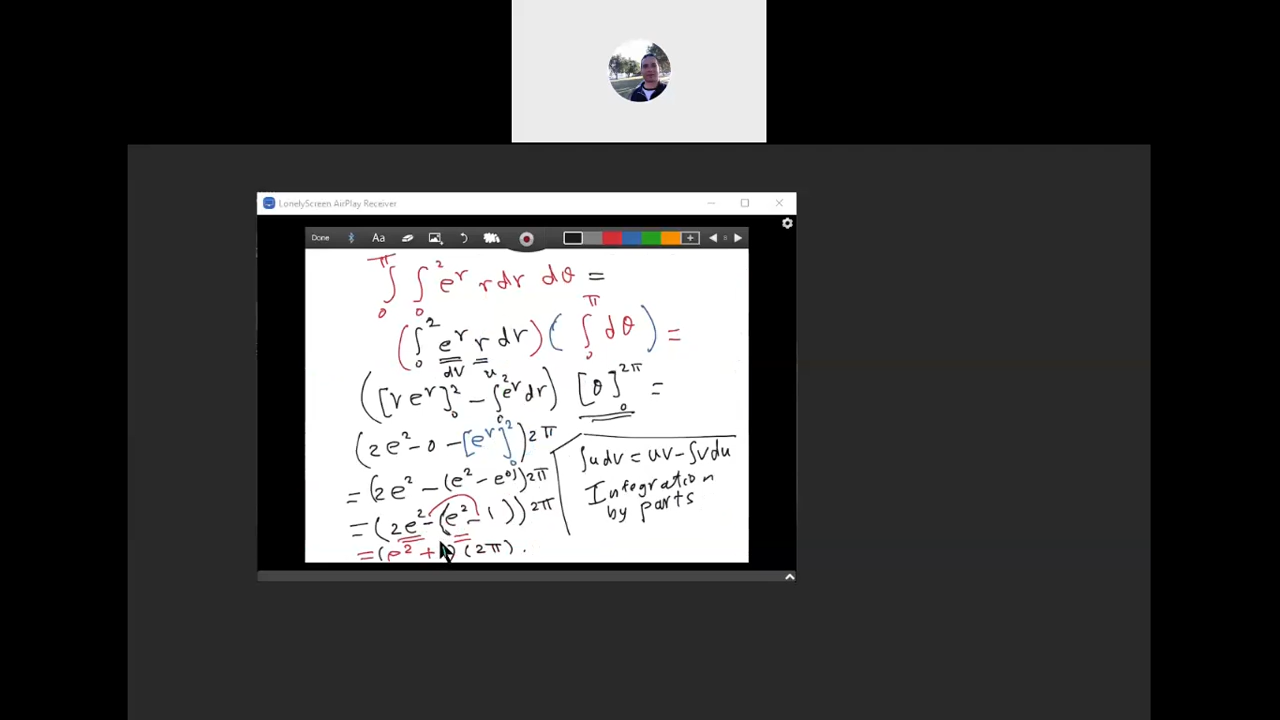 LonelyScreen AirPlay Receiver
Done Aa 8
∫₀^π ∫₀² e^r r dr dθ =
(∫₀² e^r r dr)(∫₀^π dθ) =
dv u
([r e^r]₀² - ∫₀² e^r dr) [θ]₀^2π =
(2e² - 0 - [e^r]₀²) 2π
= (2e² - (e² - e⁰)) 2π
= (2e² - (e² - 1)) 2π
= (e² + 1) (2π).
∫u dv = uv - ∫v du
Integration
by parts